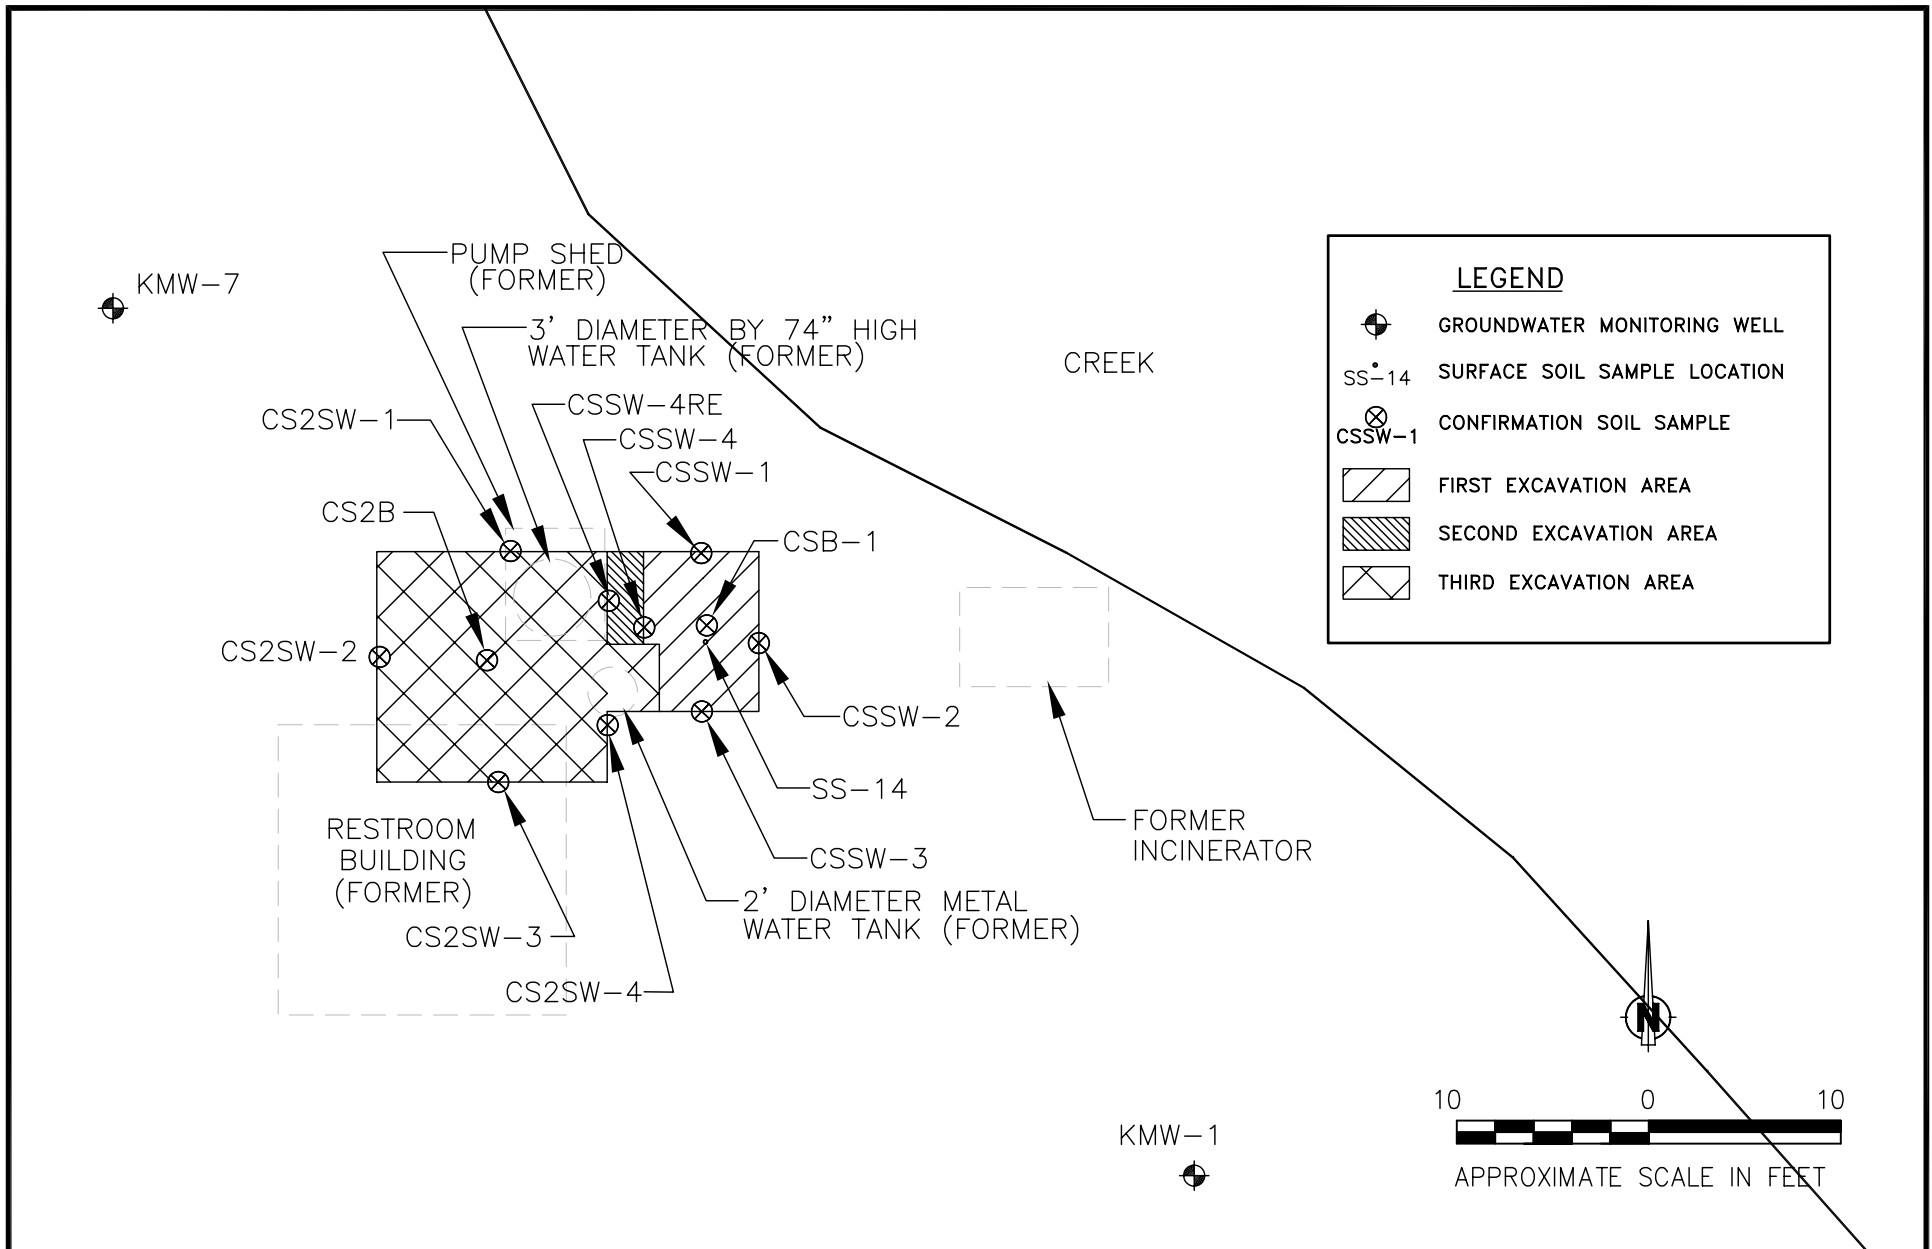 KMW-7
PUMP SHED
(FORMER)
3' DIAMETER BY 74" HIGH
WATER TANK (FORMER)
CREEK
CSSW-4RE
CS2SW-1
CSSW-4
CSSW-1
CS2B
CSB-1
CS2SW-2
CSSW-2
SS-14
RESTROOM
BUILDING
(FORMER)
FORMER
INCINERATOR
CSSW-3
2' DIAMETER METAL
WATER TANK (FORMER)
CS2SW-3
CS2SW-4
KMW-1
LEGEND
GROUNDWATER MONITORING WELL
SS-14 SURFACE SOIL SAMPLE LOCATION
CSSW-1 CONFIRMATION SOIL SAMPLE
FIRST EXCAVATION AREA
SECOND EXCAVATION AREA
THIRD EXCAVATION AREA
N
10 0 10
APPROXIMATE SCALE IN FEET